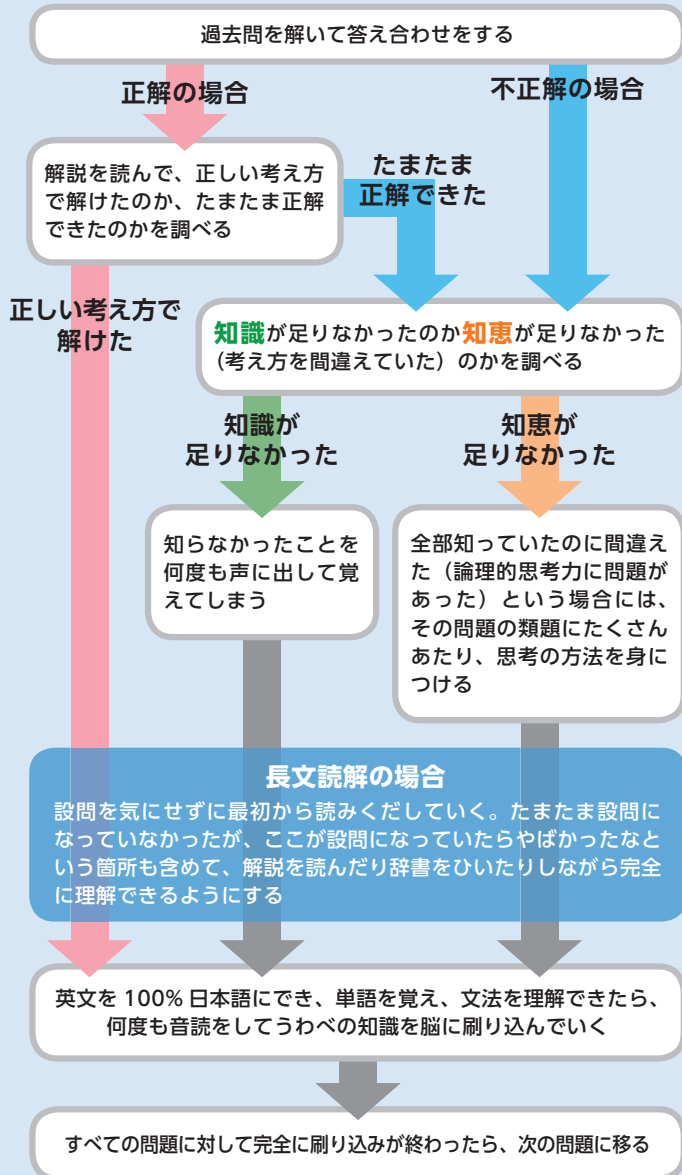 過去問を解いて答え合わせをする
正解の場合
不正解の場合
解説を読んで、正しい考え方
で解けたのか、たまたま正解
できたのかを調べる
たまたま
正解できた
正しい考え方で
解けた
知識が足りなかったのか知恵が足りなかった
（考え方を間違えていた）のかを調べる
知識が
足りなかった
知恵が
足りなかった
知らなかったことを
何度も声に出して覚
えてしまう
全部知っていたのに間違え
た（論理的思考力に問題が
あった）という場合には、
その問題の類題にたくさん
あたり、思考の方法を身に
つける
長文読解の場合
設問を気にせずに最初から読みくだしていく。たまたま設問に
なっていなかったが、ここが設問になっていたらやばかったなと
いう箇所も含めて、解説を読んだり辞書をひいたりしながら完全
に理解できるようにする
英文を 100% 日本語にでき、単語を覚え、文法を理解できたら、
何度も音読をしてうわべの知識を脳に刷り込んでいく
すべての問題に対して完全に刷り込みが終わったら、次の問題に移る